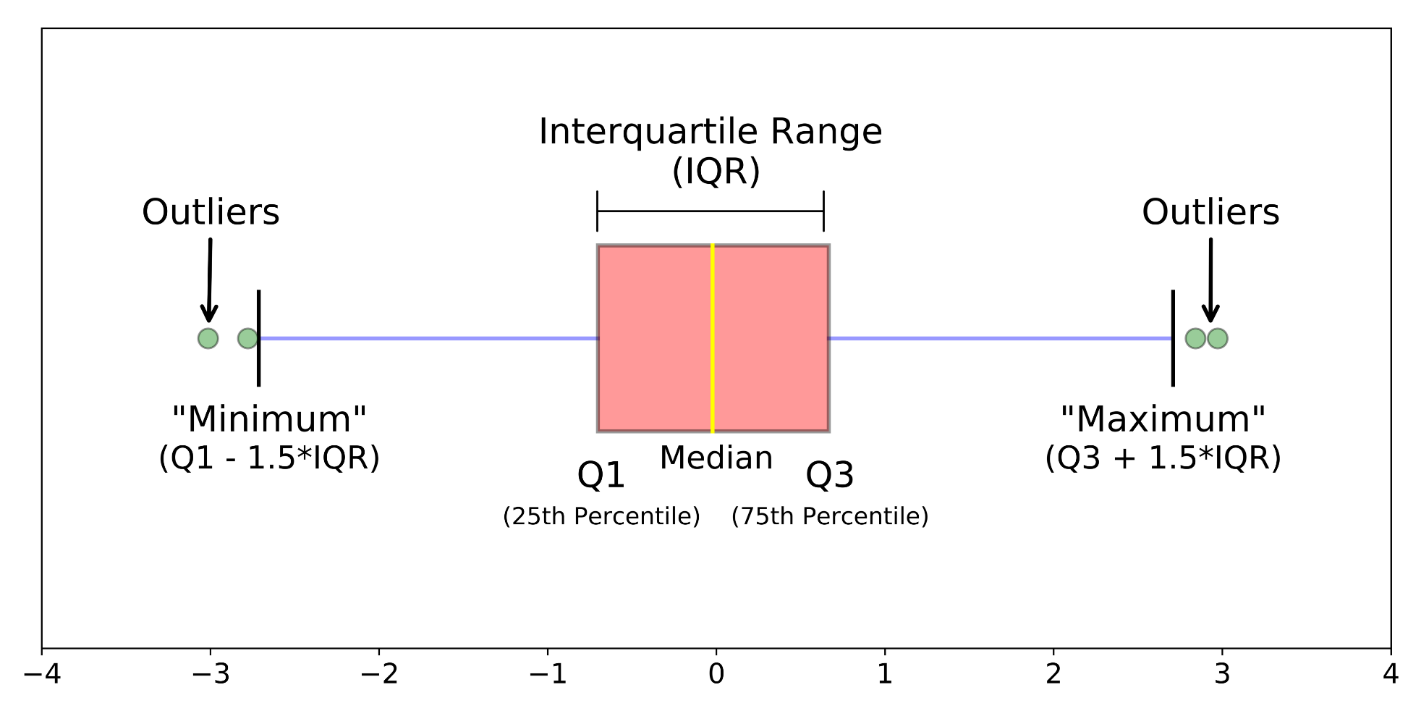 Interquartile Range
(IQR)
Outliers
Outliers
"Minimum"
(Q1 - 1.5*IQR)
"Maximum"
(Q3 + 1.5*IQR)
Median
Q1
Q3
(25th Percentile)
(75th Percentile)
−4
−3
−2
−1
0
1
2
3
4